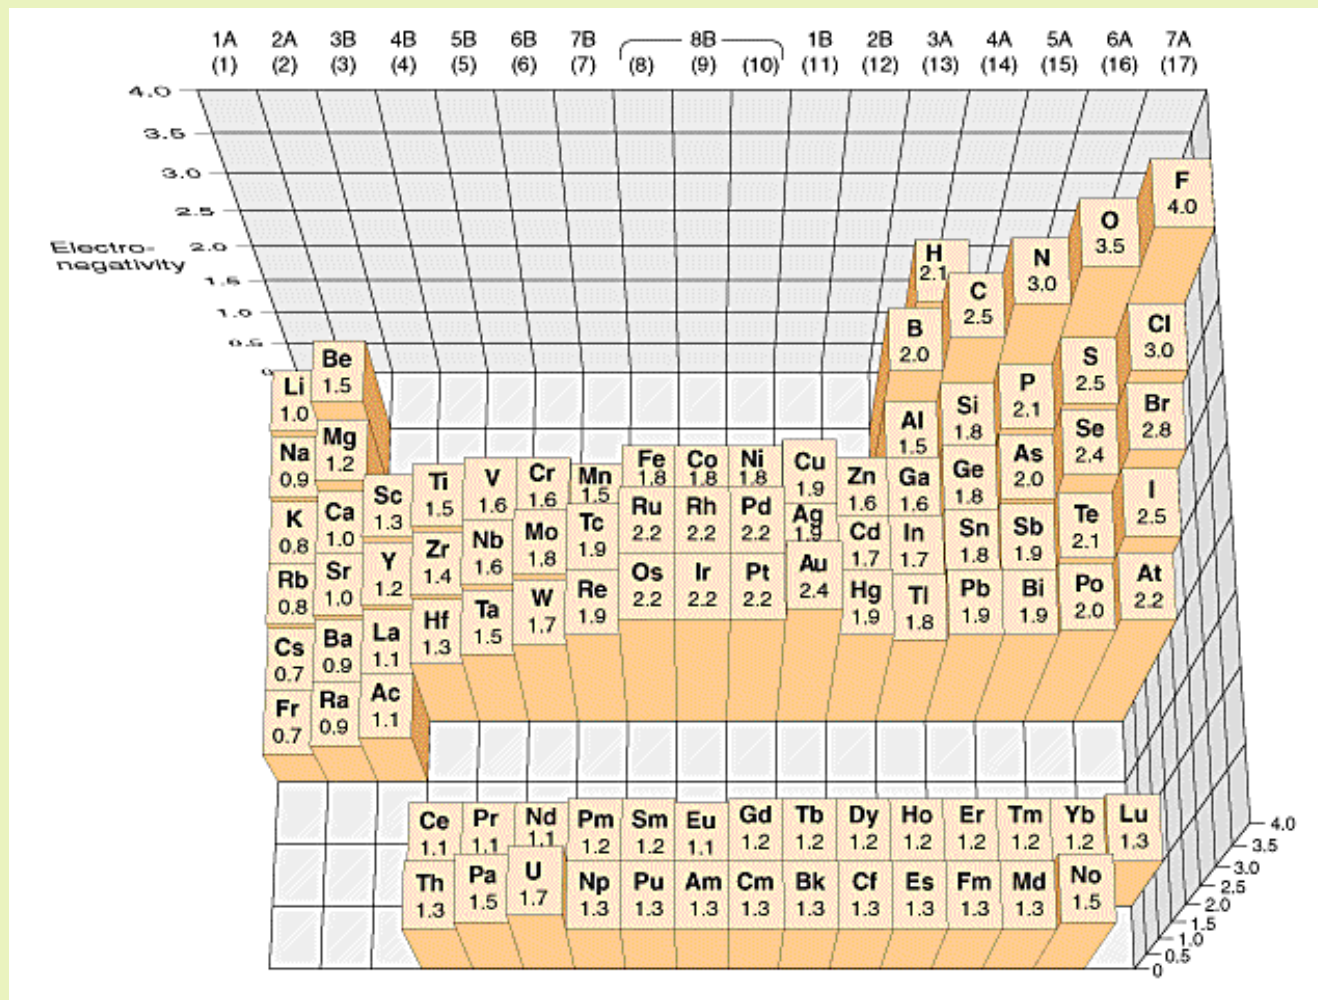 1A 2A 3B 4B 5B 6B 7B 8B 1B 2B 3A 4A 5A 6A 7A
(1) (2) (3) (4) (5) (6) (7) (8) (9) (10) (11) (12) (13) (14) (15) (16) (17)
4.0
3.5
3.0
2.5
2.0
1.5
1.0
0.5
0
Electro-
negativity
H
2.1
Li Be B C N O F
1.0 1.5 2.0 2.5 3.0 3.5 4.0
Na Mg Al Si P S Cl
0.9 1.2 1.5 1.8 2.1 2.5 3.0
K Ca Sc Ti V Cr Mn Fe Co Ni Cu Zn Ga Ge As Se Br
0.8 1.0 1.3 1.5 1.6 1.6 1.5 1.8 1.8 1.8 1.9 1.6 1.6 1.8 2.0 2.4 2.8
Rb Sr Y Zr Nb Mo Tc Ru Rh Pd Ag Cd In Sn Sb Te I
0.8 1.0 1.2 1.4 1.6 1.8 1.9 2.2 2.2 2.2 1.9 1.7 1.7 1.8 1.9 2.1 2.5
Cs Ba La Hf Ta W Re Os Ir Pt Au Hg Tl Pb Bi Po At
0.7 0.9 1.1 1.3 1.5 1.7 1.9 2.2 2.2 2.2 2.4 1.9 1.8 1.9 1.9 2.0 2.2
Fr Ra Ac
0.7 0.9 1.1
Ce Pr Nd Pm Sm Eu Gd Tb Dy Ho Er Tm Yb Lu
1.1 1.1 1.1 1.2 1.2 1.1 1.2 1.2 1.2 1.2 1.2 1.2 1.2 1.3
Th Pa U Np Pu Am Cm Bk Cf Es Fm Md No
1.3 1.5 1.7 1.3 1.3 1.3 1.3 1.3 1.3 1.3 1.3 1.3 1.5
4.0
3.5
3.0
2.5
2.0
1.5
1.0
0.5
0